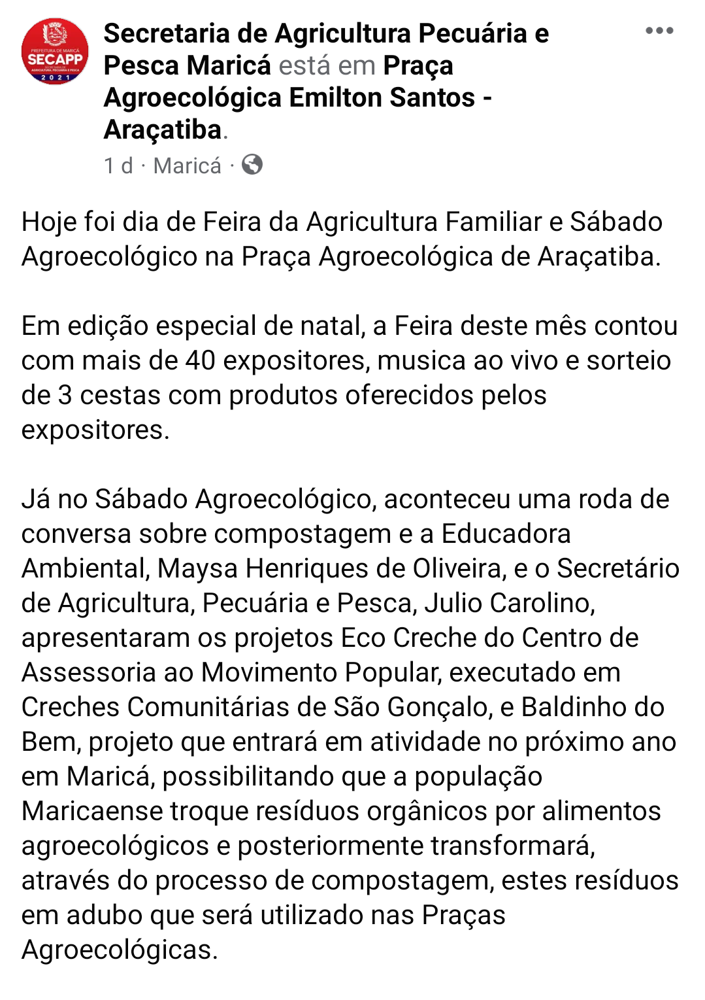 PREFEITURA DE MARICÁ
SECAPP
SECRETARIA DE
AGRICULTURA, PECUÁRIA E PESCA
2021
Secretaria de Agricultura Pecuária e
Pesca Maricá está em Praça
Agroecológica Emilton Santos -
Araçatiba.
1 d · Maricá ·
Hoje foi dia de Feira da Agricultura Familiar e Sábado
Agroecológico na Praça Agroecológica de Araçatiba.
Em edição especial de natal, a Feira deste mês contou
com mais de 40 expositores, musica ao vivo e sorteio
de 3 cestas com produtos oferecidos pelos
expositores.
Já no Sábado Agroecológico, aconteceu uma roda de
conversa sobre compostagem e a Educadora
Ambiental, Maysa Henriques de Oliveira, e o Secretário
de Agricultura, Pecuária e Pesca, Julio Carolino,
apresentaram os projetos Eco Creche do Centro de
Assessoria ao Movimento Popular, executado em
Creches Comunitárias de São Gonçalo, e Baldinho do
Bem, projeto que entrará em atividade no próximo ano
em Maricá, possibilitando que a população
Maricaense troque resíduos orgânicos por alimentos
agroecológicos e posteriormente transformará,
através do processo de compostagem, estes resíduos
em adubo que será utilizado nas Praças
Agroecológicas.